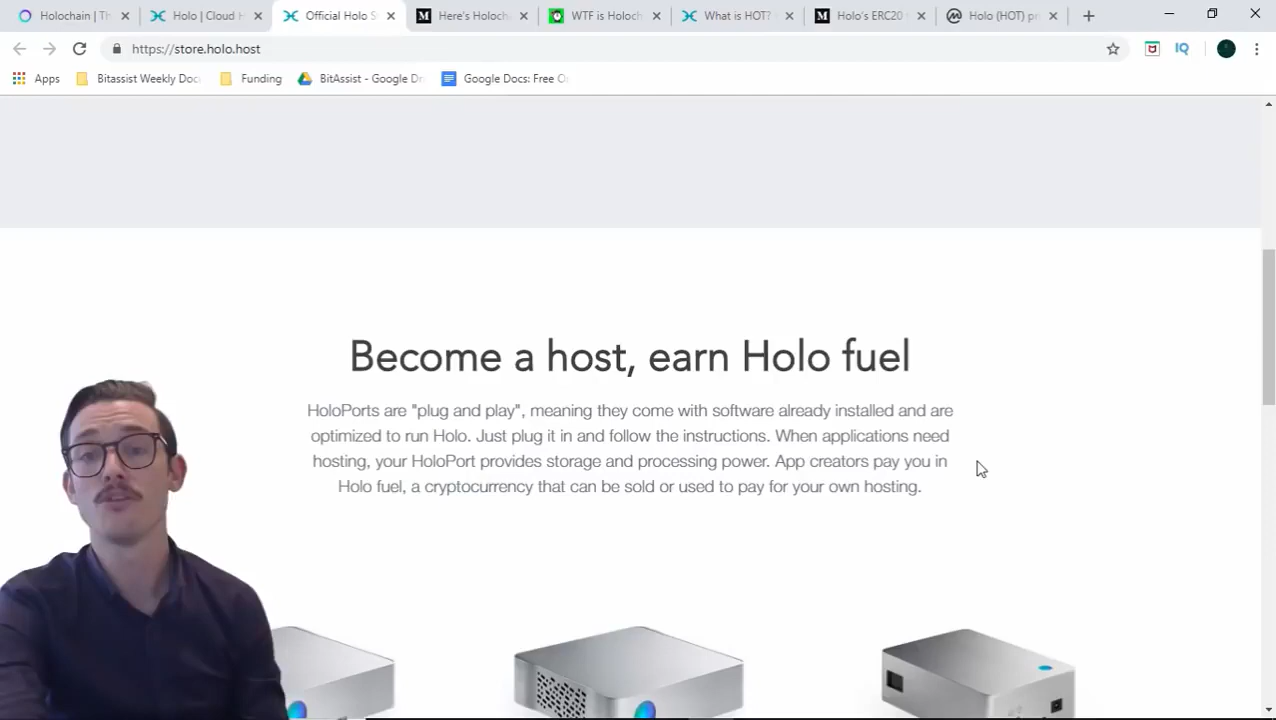 Holochain | Th
Holo | Cloud H
Official Holo S
Here's Holocha
WTF is Holoch
What is HOT?
Holo's ERC20
Holo (HOT) pr
https://store.holo.host
IQ
Apps
Bitassist Weekly Doc
Funding
BitAssist - Google Dr
Google Docs: Free O
Become a host, earn Holo fuel
HoloPorts are "plug and play", meaning they come with software already installed and are
optimized to run Holo. Just plug it in and follow the instructions. When applications need
hosting, your HoloPort provides storage and processing power. App creators pay you in
Holo fuel, a cryptocurrency that can be sold or used to pay for your own hosting.